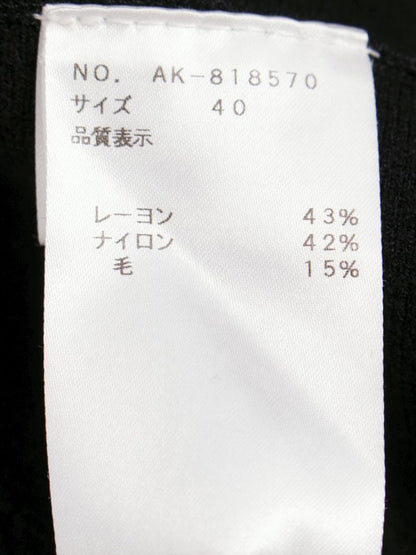 NO. AK-818570
サイズ 40
品質表示
レーヨン 43%
ナイロン 42%
毛 15%